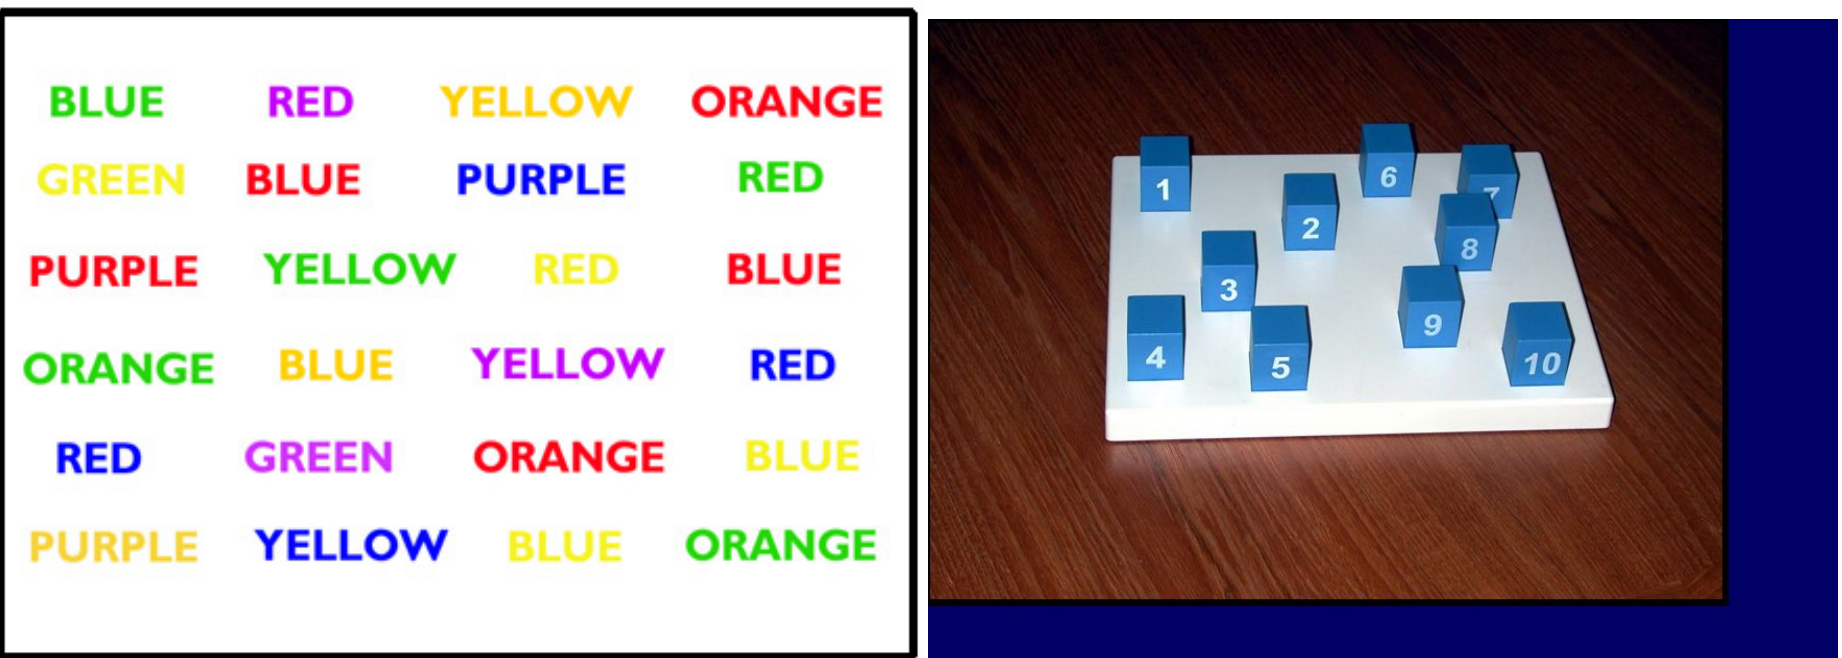 BLUE RED YELLOW ORANGE
GREEN BLUE PURPLE RED
PURPLE YELLOW RED BLUE
ORANGE BLUE YELLOW RED
RED GREEN ORANGE BLUE
PURPLE YELLOW BLUE ORANGE
1
6
7
2
8
3
9
4
5
10